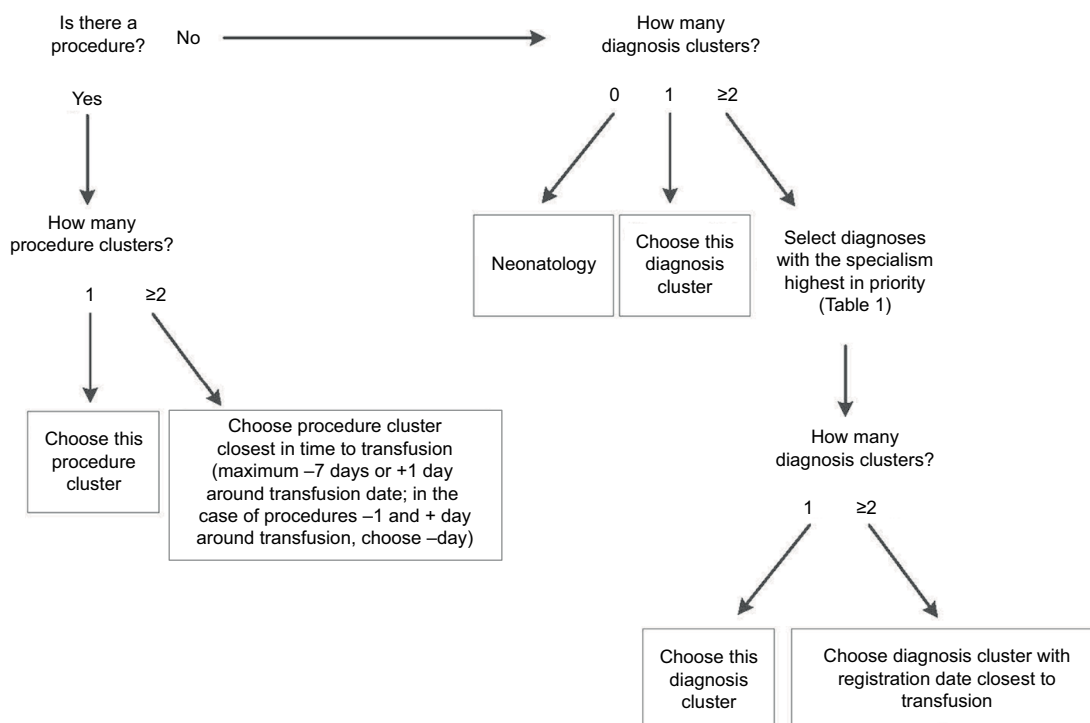 Is there a
procedure?
No
How many
diagnosis clusters?
Yes
0
1
≥2
How many
procedure clusters?
Neonatology
Choose this
diagnosis
cluster
Select diagnoses
with the specialism
highest in priority
(Table 1)
1
≥2
Choose this
procedure
cluster
Choose procedure cluster
closest in time to transfusion
(maximum –7 days or +1 day
around transfusion date; in the
case of procedures –1 and + day
around transfusion, choose –day)
How many
diagnosis clusters?
1
≥2
Choose this
diagnosis
cluster
Choose diagnosis cluster with
registration date closest to
transfusion